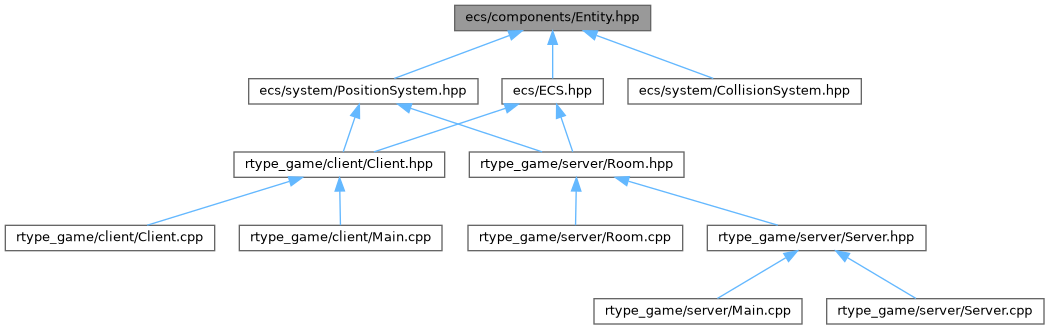 ecs/components/Entity.hpp
ecs/system/PositionSystem.hpp
ecs/ECS.hpp
ecs/system/CollisionSystem.hpp
rtype_game/client/Client.hpp
rtype_game/server/Room.hpp
rtype_game/client/Client.cpp
rtype_game/client/Main.cpp
rtype_game/server/Room.cpp
rtype_game/server/Server.hpp
rtype_game/server/Main.cpp
rtype_game/server/Server.cpp